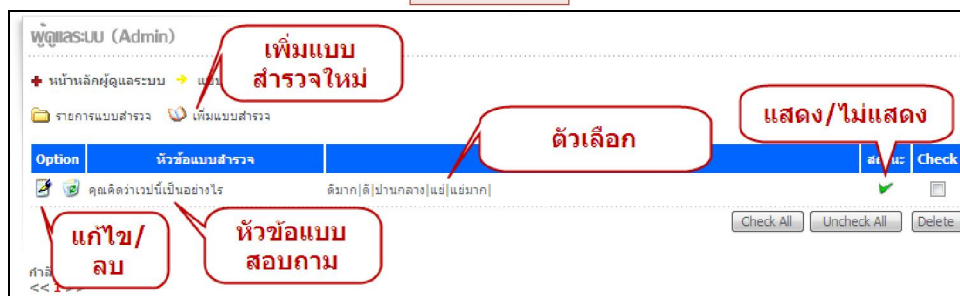 ผู้ดูแลระบบ (Admin)
เพิ่มแบบ
สำรวจใหม่
หน้าหลักผู้ดูแลระบบ
รายการแบบสำรวจ เพิ่มแบบสำรวจ
ตัวเลือก
แสดง/ไม่แสดง
Option หัวข้อแบบสำรวจ Check
คุณคิดว่าเวปนี้เป็นอย่างไร ดีมาก|ดี|ปานกลาง|แย่|แย่มาก|
แก้ไข/
ลบ
หัวข้อแบบ
สอบถาม
Check All Uncheck All Delete